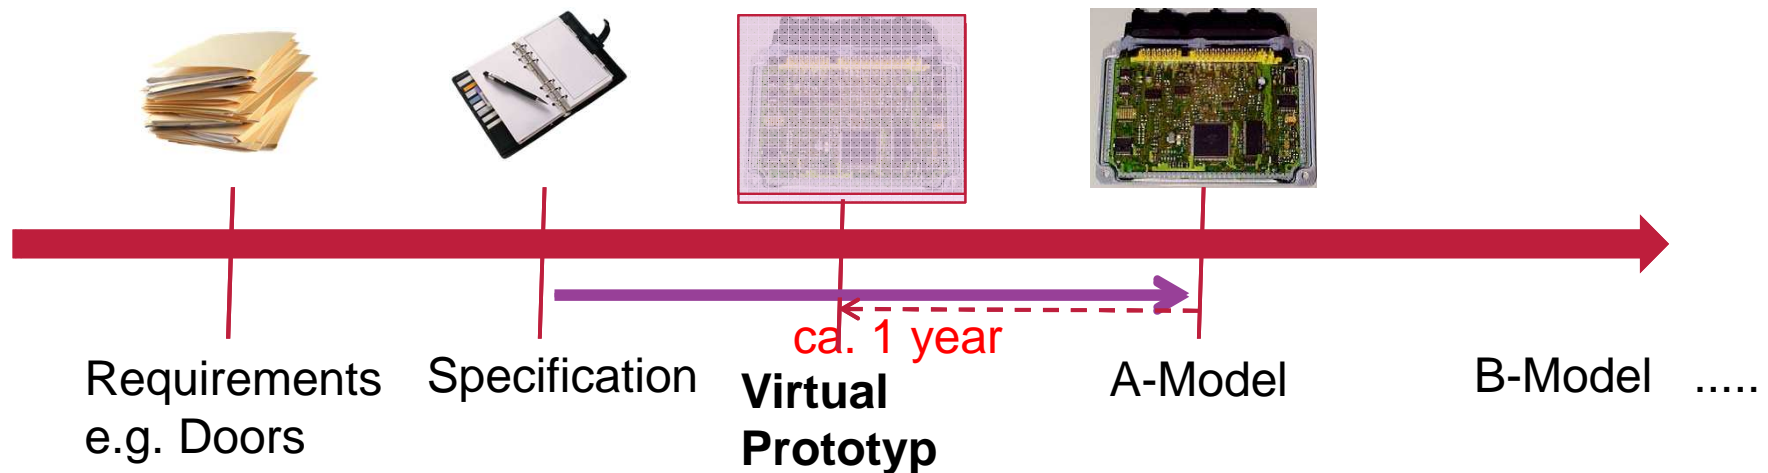 ca. 1 year
Requirements
e.g. Doors
Specification
Virtual
Prototyp
A-Model
B-Model .....